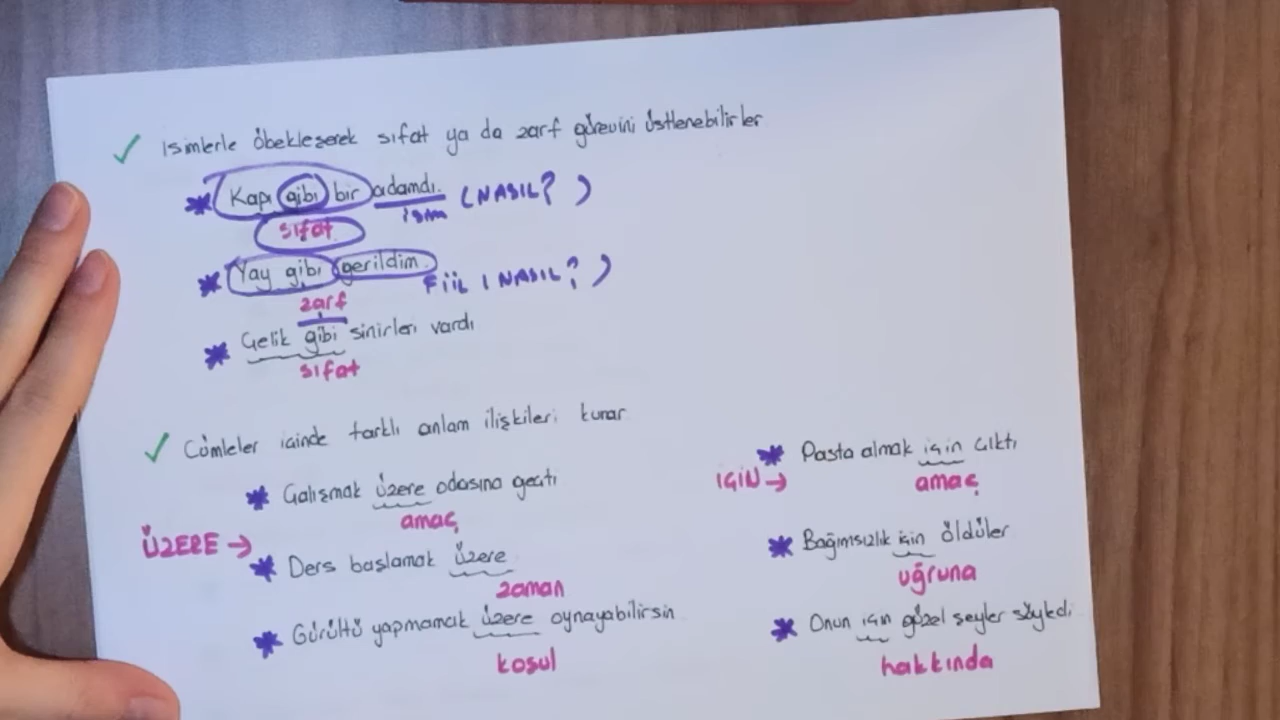 İsimlerle öbekleşerek sıfat ya da zarf görevini üstlenebilirler
Kapı gibi bir adamdı. (NASIL?)
sıfat isim
Yay gibi gerildim. FİİL (NASIL?)
zarf
Çelik gibi sinirleri vardı
sıfat
Cümleler içinde farklı anlam ilişkileri kurar
Çalışmak üzere odasına geçti
amaç
ÜZERE →
Ders başlamak üzere
zaman
Gürültü yapmamak üzere oynayabilirsin
koşul
Pasta almak için çıktı
İÇİN → amaç
Bağımsızlık için öldüler
uğruna
Onun için güzel şeyler söyledi
hakkında